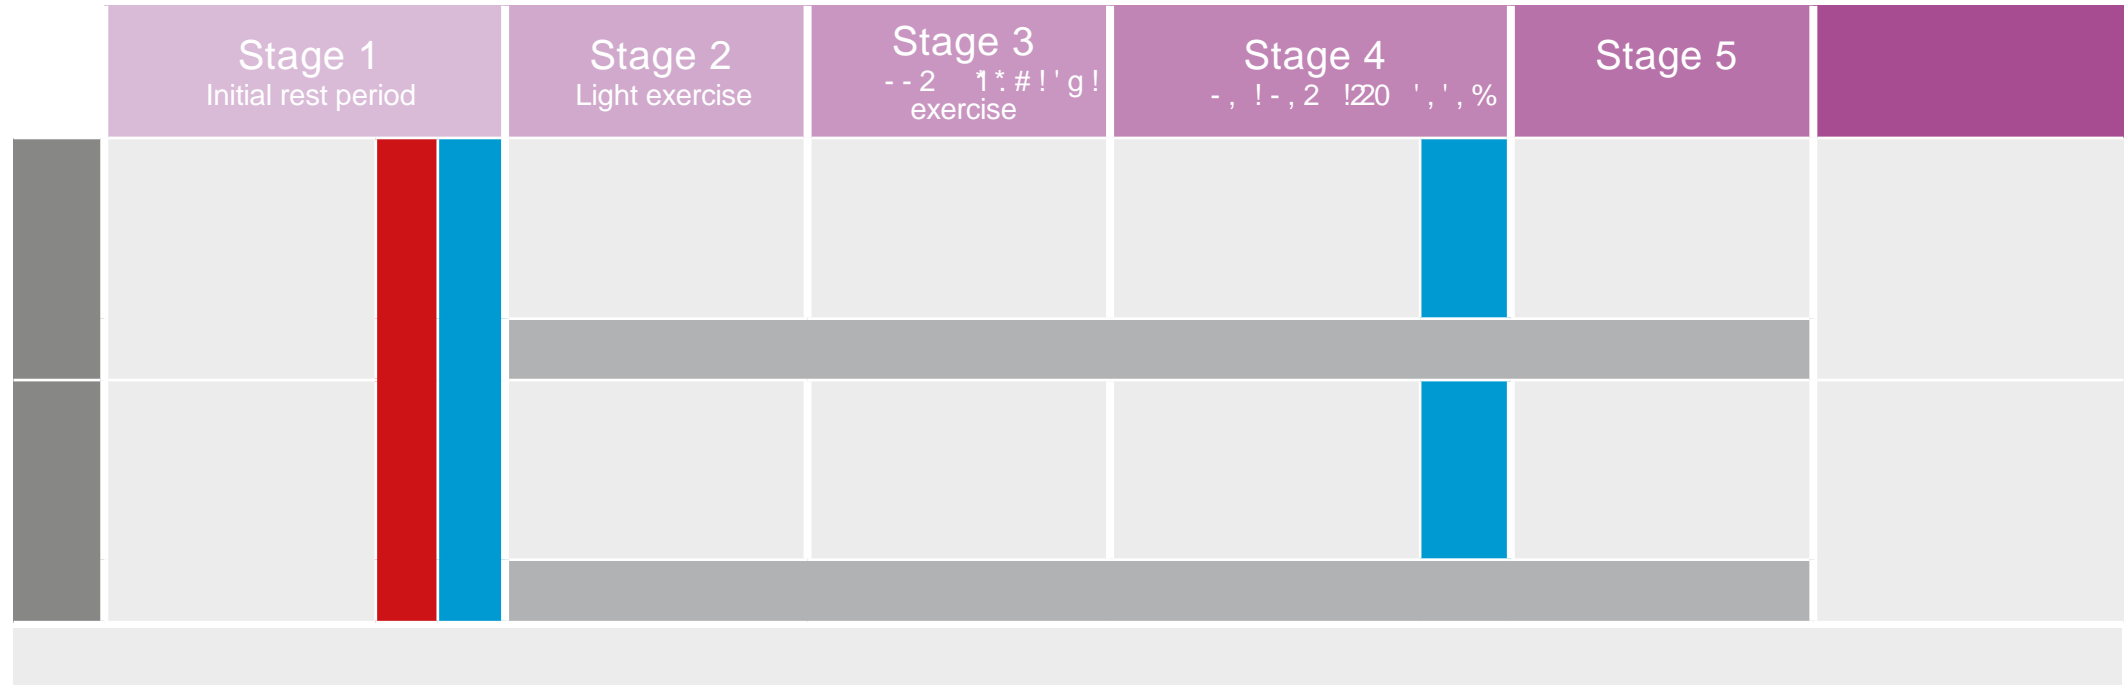 Stage 1
Initial rest period
Stage 2
Light exercise
Stage 3
exercise
Stage 4
Stage 5